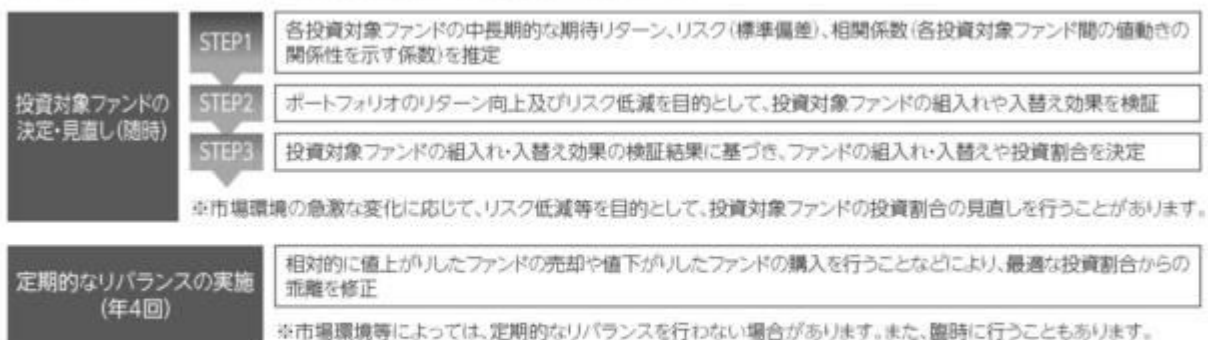 投資対象ファンドの
決定・見直し(随時)
STEP1
各投資対象ファンドの中長期的な期待リターン、リスク(標準偏差)、相関係数(各投資対象ファンド間の値動きの
関係性を示す係数)を推定
STEP2
ポートフォリオのリターン向上及びリスク低減を目的として、投資対象ファンドの組入れや入替え効果を検証
STEP3
投資対象ファンドの組入れ・入替え効果の検証結果に基づき、ファンドの組入れ・入替えや投資割合を決定
※市場環境の急激な変化に応じて、リスク低減等を目的として、投資対象ファンドの投資割合の見直しを行うことがあります。
定期的なリバランスの実施
(年4回)
相対的に値上がりしたファンドの売却や値下がりしたファンドの購入を行うことなどにより、最適な投資割合からの
乖離を修正
※市場環境等によっては、定期的なリバランスを行わない場合があります。また、臨時に行うこともあります。